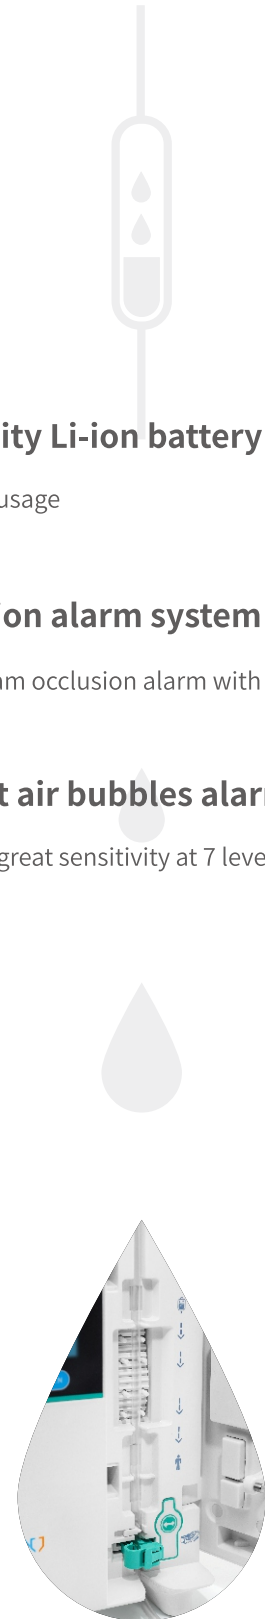 ity Li-ion battery
usage
ion alarm system
am occlusion alarm with
t air bubbles alar
great sensitivity at 7 leve